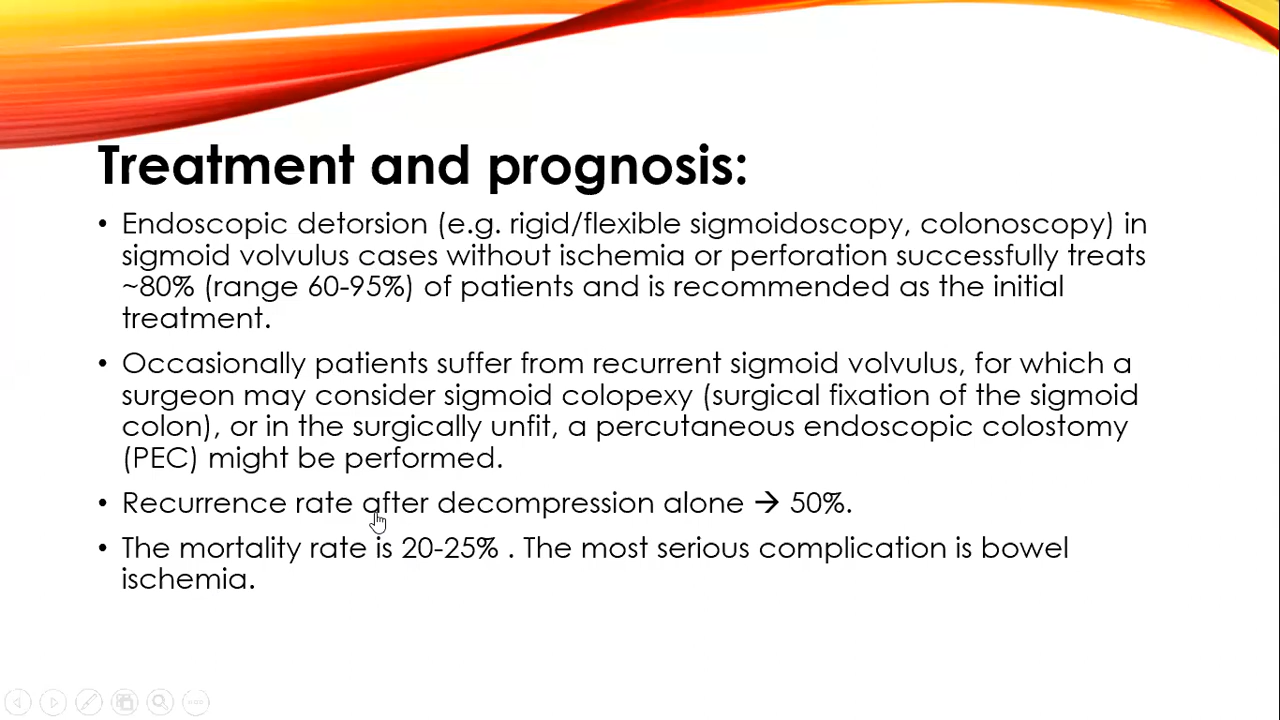 Treatment and prognosis:
• Endoscopic detorsion (e.g. rigid/flexible sigmoidoscopy, colonoscopy) in
sigmoid volvulus cases without ischemia or perforation successfully treats
~80% (range 60-95%) of patients and is recommended as the initial
treatment.
• Occasionally patients suffer from recurrent sigmoid volvulus, for which a
surgeon may consider sigmoid colopexy (surgical fixation of the sigmoid
colon), or in the surgically unfit, a percutaneous endoscopic colostomy
(PEC) might be performed.
• Recurrence rate after decompression alone → 50%.
• The mortality rate is 20-25% . The most serious complication is bowel
ischemia.